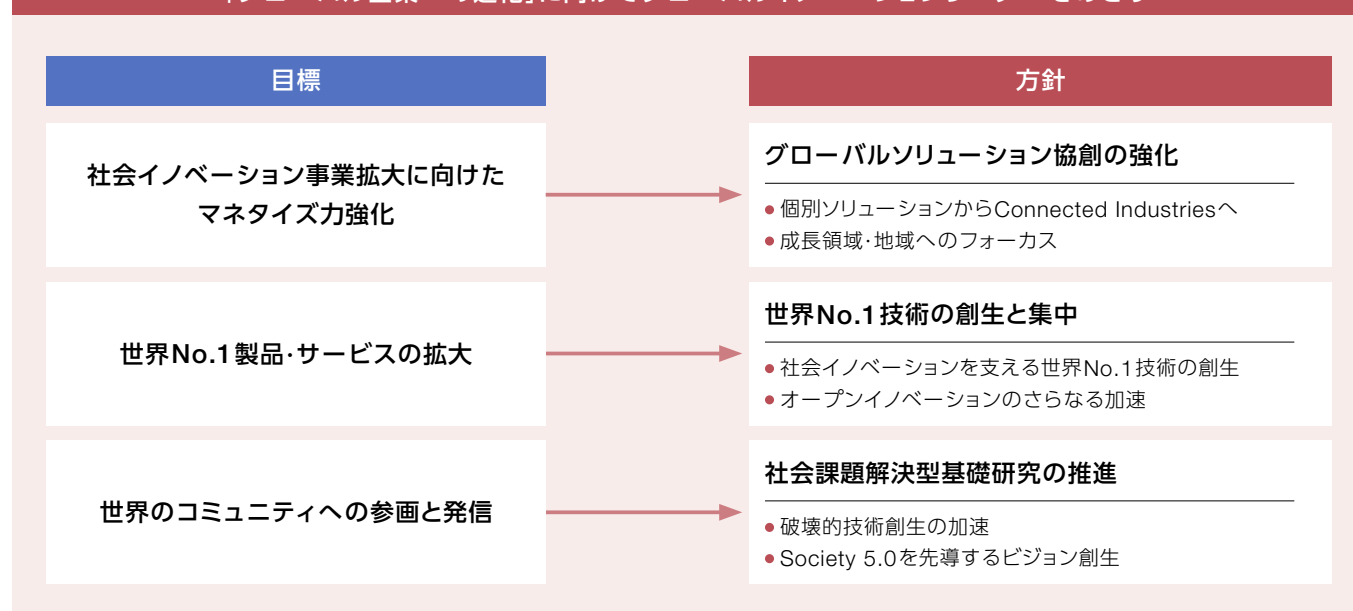 目標
方針
社会イノベーション事業拡大に向けた
マネタイズ力強化
グローバルソリューション協創の強化
●個別ソリューションからConnected Industriesへ
●成長領域・地域へのフォーカス
世界No.1製品・サービスの拡大
世界No.1技術の創生と集中
●社会イノベーションを支える世界No.1技術の創生
●オープンイノベーションのさらなる加速
世界のコミュニティへの参画と発信
社会課題解決型基礎研究の推進
●破壊的技術創生の加速
●Society 5.0を先導するビジョン創生